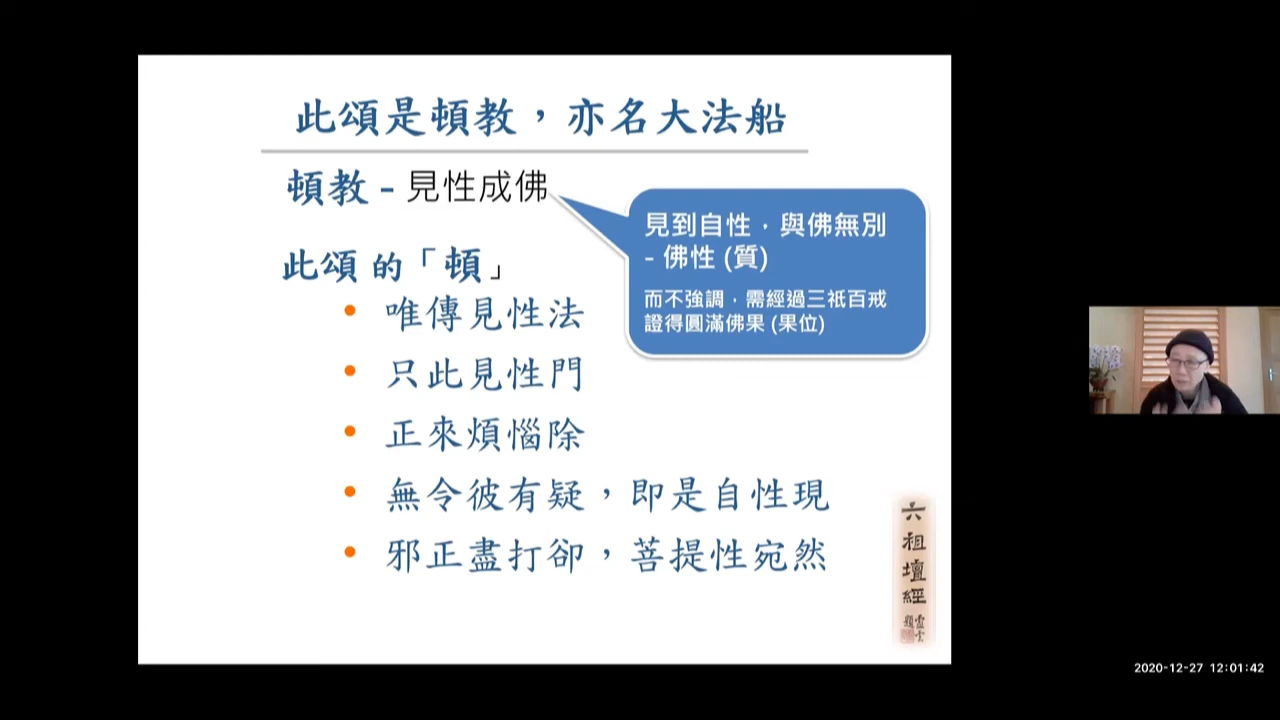 此頌是頓教，亦名大法船
頓教 - 見性成佛
見到自性，與佛無別
- 佛性 (質)
而不強調，需經過三祇百戒
證得圓滿佛果 (果位)
此頌 的「頓」
• 唯傳見性法
• 只此見性門
• 正來煩惱除
• 無令彼有疑，即是自性現
• 邪正盡打卻，菩提性宛然
六祖壇經
2020-12-27 12:01:42